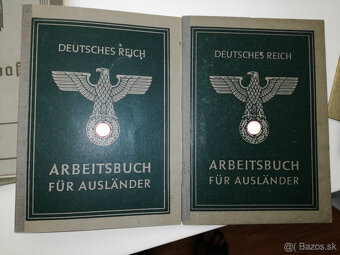 DEUTSCHES REICH
ARBEITSBUCH
FÜR AUSLÄNDER
DEUTSCHES REICH
ARBEITSBUCH
FÜR AUSLÄNDER
Bazos.sk